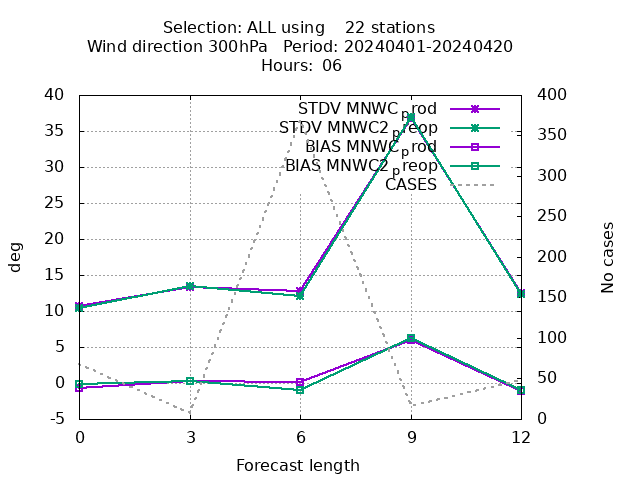 Selection: ALL using    22 stations
Wind direction 300hPa   Period: 20240401-20240420
Hours: 06
40
35
30
25
20
15
10
5
0
-5
400
350
300
250
200
150
100
50
0
STDV MNWC_prod
STDV MNWC2_preop
BIAS MNWC_prod
BIAS MNWC2_preop
CASES
deg
No cases
0 3 6 9 12
Forecast length